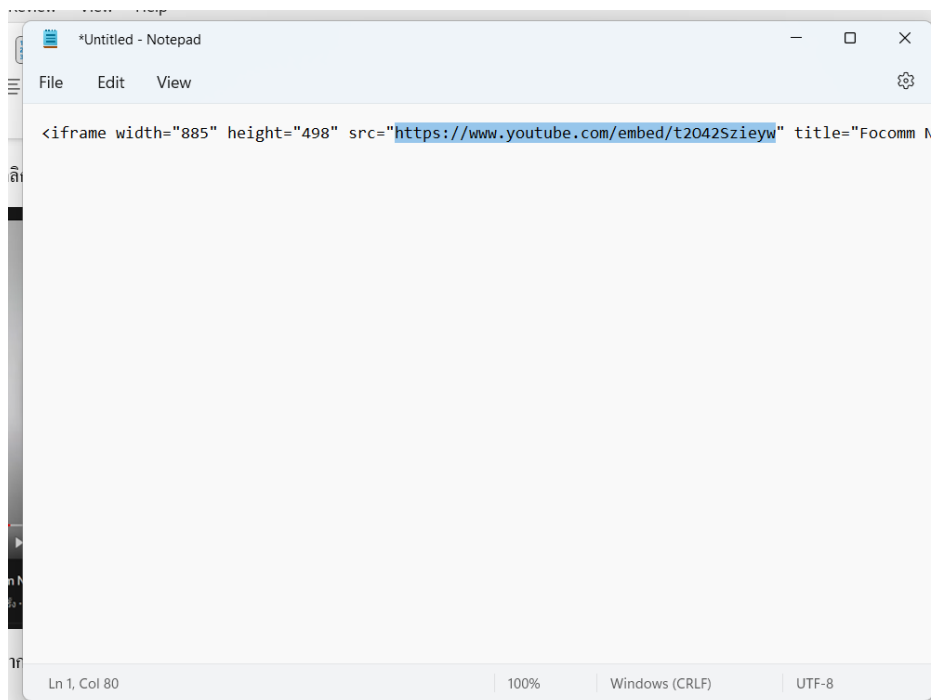 *Untitled - Notepad
File Edit View
<iframe width="885" height="498" src="https://www.youtube.com/embed/t2O42Szieyw" title="Focomm N
Ln 1, Col 80 100% Windows (CRLF) UTF-8